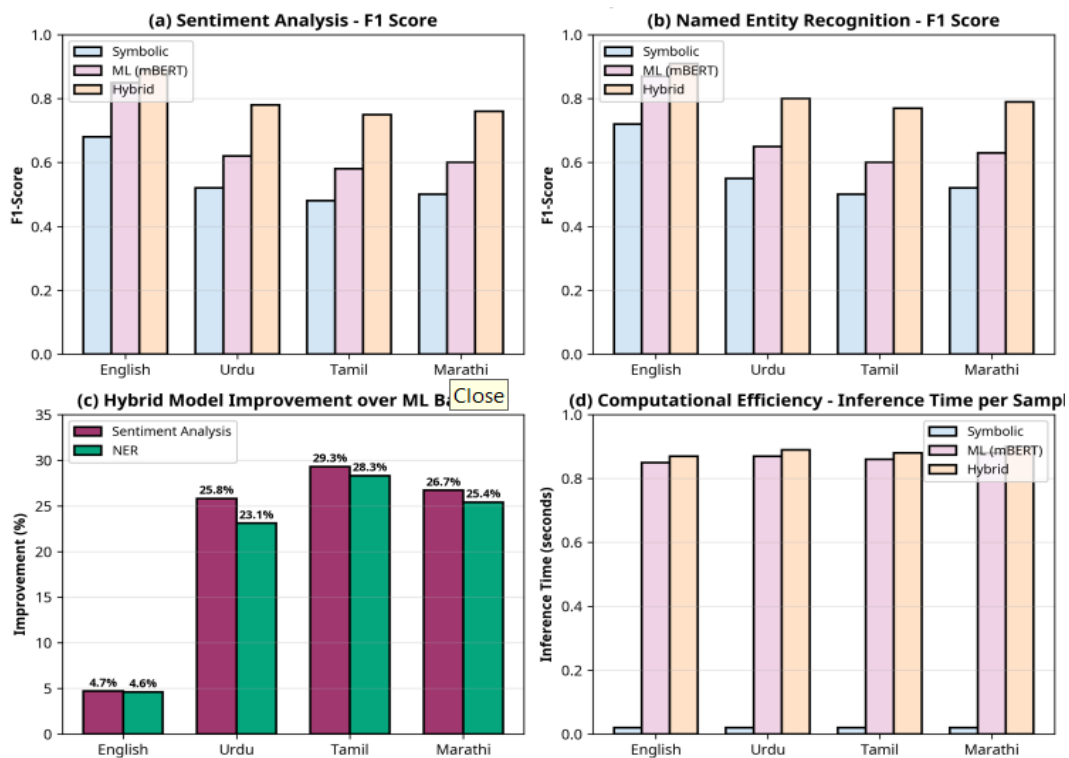 (a) Sentiment Analysis - F1 Score
1.0
0.8
0.6
0.4
0.2
0.0
F1-Score
Symbolic
ML (mBERT)
Hybrid
English Urdu Tamil Marathi
(b) Named Entity Recognition - F1 Score
1.0
0.8
0.6
0.4
0.2
0.0
F1-Score
Symbolic
ML (mBERT)
Hybrid
English Urdu Tamil Marathi
Close
(c) Hybrid Model Improvement over ML
35
30
25
20
15
10
5
0
Improvement (%)
Sentiment Analysis
NER
4.7% 4.6%
25.8% 23.1%
29.3% 28.3%
26.7% 25.4%
English Urdu Tamil Marathi
(d) Computational Efficiency - Inference Time per Sampl
1.0
0.8
0.6
0.4
0.2
0.0
Inference Time (seconds)
Symbolic
ML (mBERT)
Hybrid
English Urdu Tamil Marathi